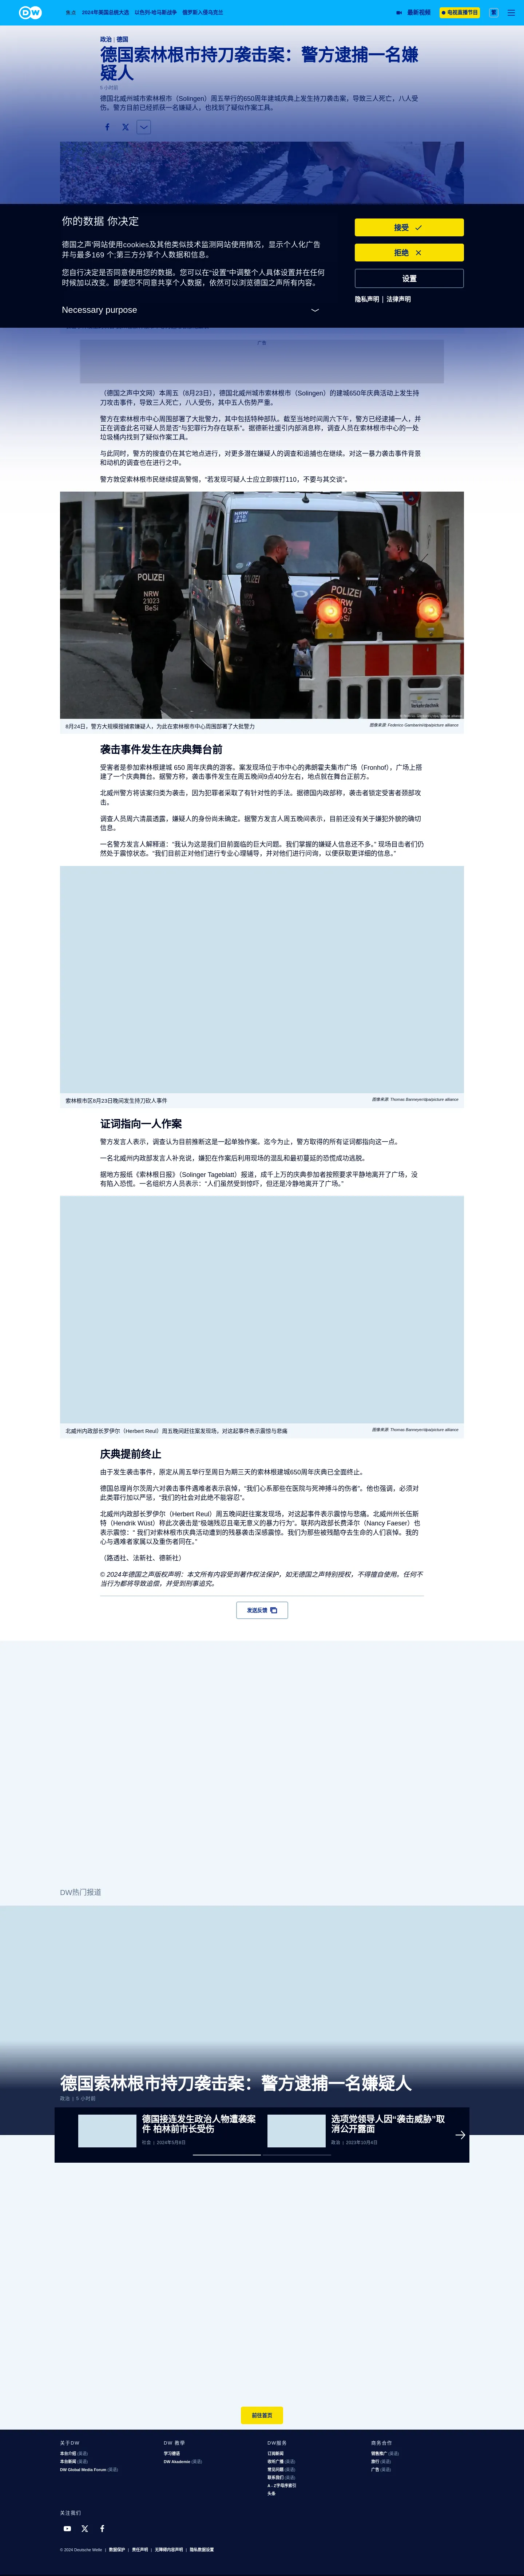 DW
焦点 2024年美国总统大选 以色列-哈马斯战争 俄罗斯入侵乌克兰 最新视频 电视直播节目 繁
政治 | 德国
德国索林根市持刀袭击案：警方逮捕一名嫌
疑人
5 小时前
德国北威州城市索林根市（Solingen）周五举行的650周年建城庆典上发生持刀袭击案，导致三人死亡，八人受
伤。警方目前已经抓获一名嫌疑人，也找到了疑似作案工具。
你的数据 你决定
德国之声'网站使用cookies及其他类似技术监测网站使用情况，显示个人化广告
并与最多169 个;第三方分享个人数据和信息。
您自行决定是否同意使用您的数据。您可以在“设置”中调整个人具体设置并在任何
时候加以改变。即便您不同意共享个人数据，依然可以浏览德国之声所有内容。
Necessary purpose
接受
拒绝
设置
隐私声明 | 法律声明
广告
（德国之声中文网）本周五（8月23日），德国北威州城市索林根市（Solingen）的建城650年庆典活动上发生持
刀攻击事件，导致三人死亡，八人受伤，其中五人伤势严重。
警方在索林根市中心周围部署了大批警力，其中包括特种部队。截至当地时间周六下午，警方已经逮捕一人，并
正在调查此名可疑人员是否“与犯罪行为存在联系”。据德新社援引内部消息称，调查人员在索林根市中心的一处
垃圾桶内找到了疑似作案工具。
与此同时，警方的搜查仍在其它地点进行，对更多潜在嫌疑人的调查和追捕也在继续。对这一暴力袭击事件背景
和动机的调查也在进行之中。
警方敦促索林根市民继续提高警惕，“若发现可疑人士应立即拨打110，不要与其交谈”。
POLIZEI
NRW
21023
BeSi
POLIZEI
8月24日，警方大规模搜捕索嫌疑人，为此在索林根市中心周围部署了大批警力
图像来源: Federico Gambarini/dpa/picture alliance
袭击事件发生在庆典舞台前
受害者是参加索林根建城 650 周年庆典的游客。案发现场位于市中心的弗朗霍夫集市广场（Fronhof），广场上搭
建了一个庆典舞台。据警方称，袭击事件发生在周五晚间9点40分左右，地点就在舞台正前方。
北威州警方将该案归类为袭击，因为犯罪者采取了有针对性的手法。据德国内政部称，袭击者锁定受害者颈部攻
击。
调查人员周六清晨透露，嫌疑人的身份尚未确定。据警方发言人周五晚间表示，目前还没有关于嫌犯外貌的确切
信息。
一名警方发言人解释道：“我认为这是我们目前面临的巨大问题。我们掌握的嫌疑人信息还不多。” 现场目击者们仍
然处于震惊状态。“我们目前正对他们进行专业心理辅导，并对他们进行问询，以便获取更详细的信息。”
索林根市区8月23日晚间发生持刀砍人事件
图像来源: Thomas Banneyer/dpa/picture alliance
证词指向一人作案
警方发言人表示，调查认为目前推断这是一起单独作案。迄今为止，警方取得的所有证词都指向这一点。
一名北威州内政部发言人补充说，嫌犯在作案后利用现场的混乱和最初蔓延的恐慌成功逃脱。
据地方报纸《索林根日报》（Solinger Tageblatt）报道，成千上万的庆典参加者按照要求平静地离开了广场，没
有陷入恐慌。一名组织方人员表示：“人们虽然受到惊吓，但还是冷静地离开了广场。”
北威州内政部长罗伊尔（Herbert Reul）周五晚间赶往案发现场，对这起事件表示震惊与悲痛
图像来源: Thomas Banneyer/dpa/picture alliance
庆典提前终止
由于发生袭击事件，原定从周五举行至周日为期三天的索林根建城650周年庆典已全面终止。
德国总理肖尔茨周六对袭击事件遇难者表示哀悼，“我们心系那些在医院与死神搏斗的伤者”。他也强调，必须对
此类罪行加以严惩，“我们的社会对此绝不能容忍”。
北威州内政部长罗伊尔（Herbert Reul）周五晚间赶往案发现场，对这起事件表示震惊与悲痛。北威州州长伍斯
特（Hendrik Wüst）称此次袭击是“极端残忍且毫无意义的暴力行为”。联邦内政部长费泽尔（Nancy Faeser）也
表示震惊：“ 我们对索林根市庆典活动遭到的残暴袭击深感震惊。我们为那些被残酷夺去生命的人们哀悼。我的
心与遇难者家属以及重伤者同在。”
（路透社、法新社、德新社）
© 2024年德国之声版权声明：本文所有内容受到著作权法保护，如无德国之声特别授权，不得擅自使用。任何不
当行为都将导致追偿，并受到刑事追究。
发送反馈
DW热门报道
德国索林根市持刀袭击案：警方逮捕一名嫌疑人
政治 | 5 小时前
德国接连发生政治人物遭袭案
件 柏林前市长受伤
社会 | 2024年5月8日
选项党领导人因“袭击威胁”取
消公开露面
政治 | 2023年10月4日
前往首页
关于DW
本台介绍 (英语)
本台新闻 (英语)
DW Global Media Forum (英语)
DW 教学
学习德语
DW Akademie (英语)
DW服务
订阅新闻
收听广播 (英语)
常见问题 (英语)
联系我们 (英语)
A - Z字母序索引
头条
商务合作
销售推广 (英语)
旅行 (英语)
广告 (英语)
关注我们
© 2024 Deutsche Welle | 数据保护 | 责任声明 | 无障碍内容声明 | 隐私数据设置